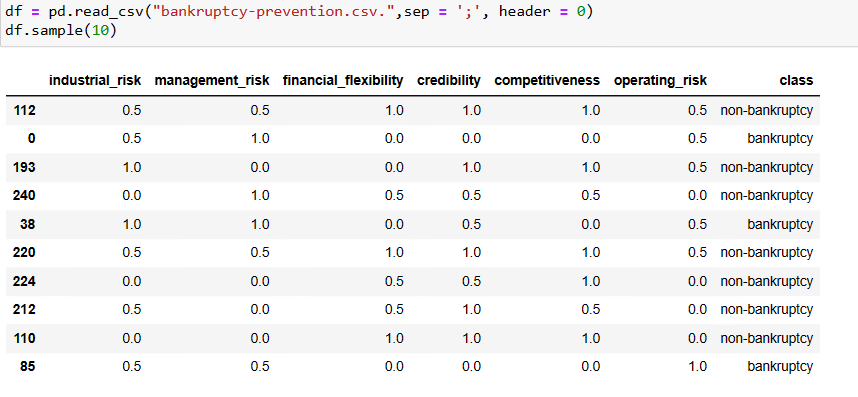 df = pd.read_csv("bankruptcy-prevention.csv.",sep = ';', header = 0)
df.sample(10)
industrial_risk management_risk financial_flexibility credibility competitiveness operating_risk class
112 0.5 0.5 1.0 1.0 1.0 0.5 non-bankruptcy
0 0.5 1.0 0.0 0.0 0.0 0.5 bankruptcy
193 1.0 0.0 0.0 1.0 1.0 0.5 non-bankruptcy
240 0.0 1.0 0.5 0.5 0.5 0.0 non-bankruptcy
38 1.0 1.0 0.0 0.5 0.0 0.5 bankruptcy
220 0.5 0.5 1.0 1.0 1.0 0.5 non-bankruptcy
224 0.0 0.0 0.5 0.5 1.0 0.0 non-bankruptcy
212 0.5 0.0 0.5 1.0 0.5 0.0 non-bankruptcy
110 0.0 0.0 1.0 1.0 1.0 0.0 non-bankruptcy
85 0.5 0.5 0.0 0.0 0.0 1.0 bankruptcy